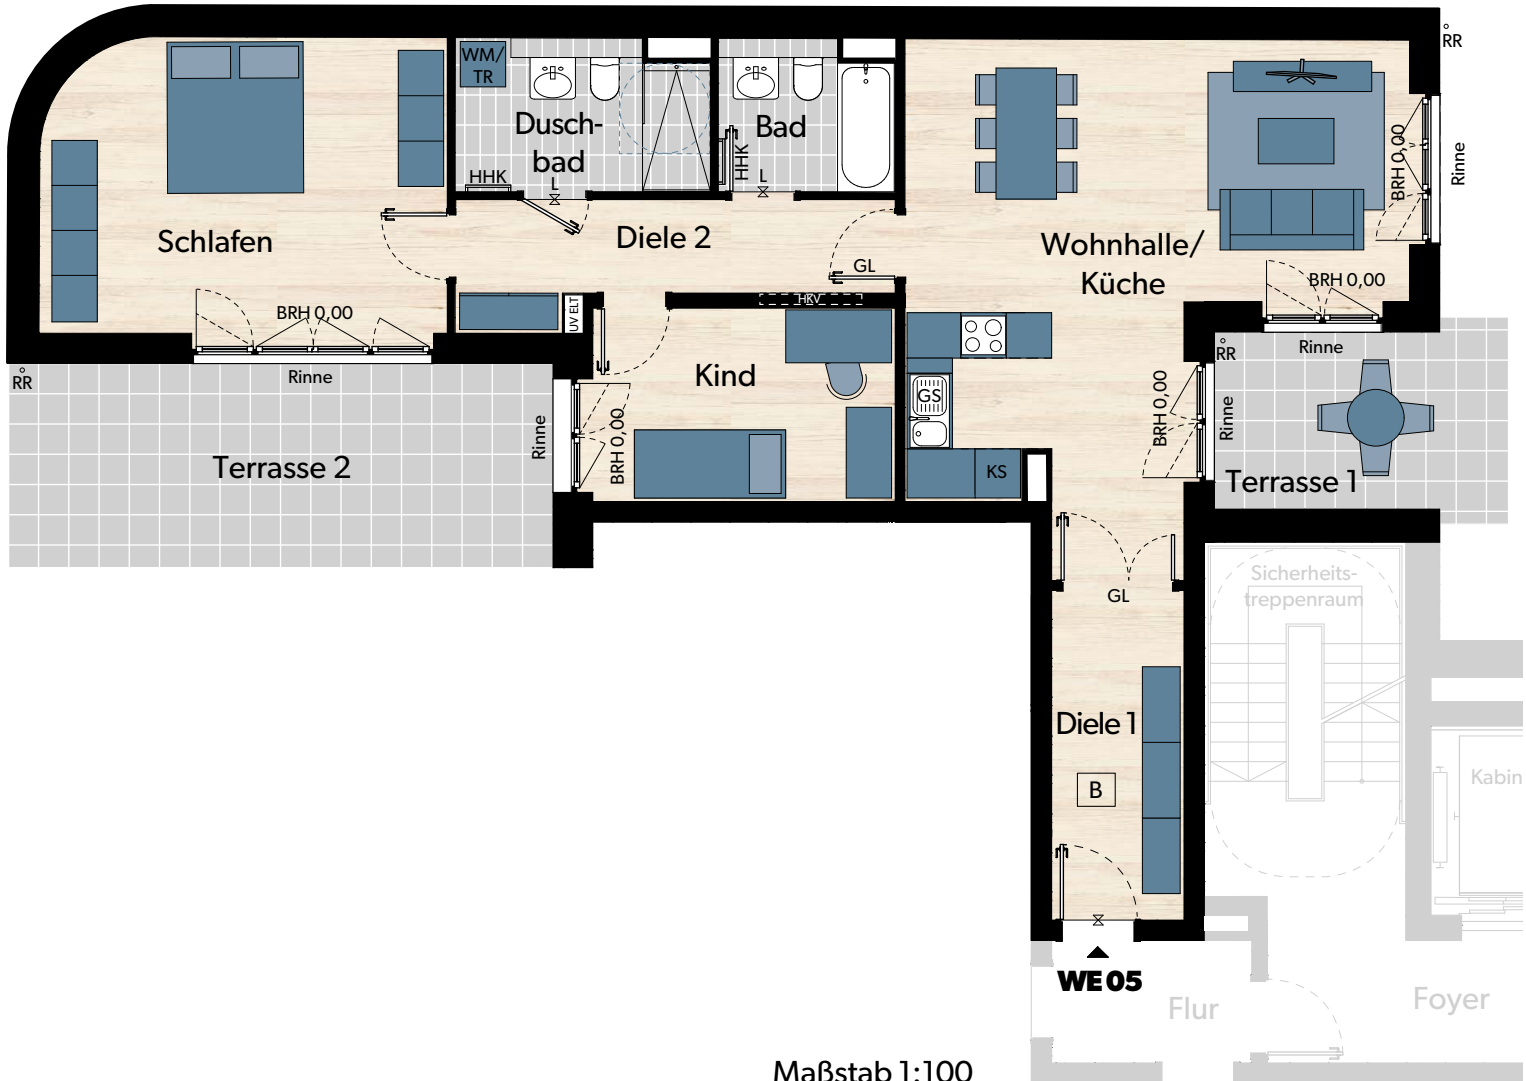 RR
WM/
TR
Dusch-
bad
HHK
L
Bad
HHK
L
BRH 0,00
Rinne
Schlafen
Diele 2
Wohnhalle/
Küche
GL
BRH 0,00
BRH 0,00
HKV
UV ELT
Rinne
RR
Rinne
RR
Kind
Rinne
BRH 0,00
GS
BRH 0,00
Rinne
Terrasse 2
KS
Terrasse 1
GL
Sicherheits-
treppenraum
Diele 1
B
Kabin
WE 05
Flur
Foyer
Maßstab 1:100